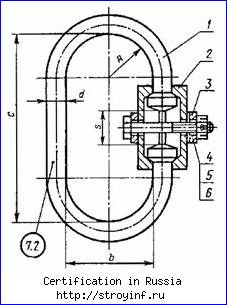 1
R
2
d
3
c
S
4
5
7.2
6
b
Certification in Russia
http://stroyinf.ru